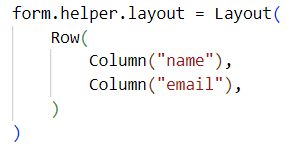 form.helper.layout = Layout(
    Row(
        Column("name"),
        Column("email"),
    )
)